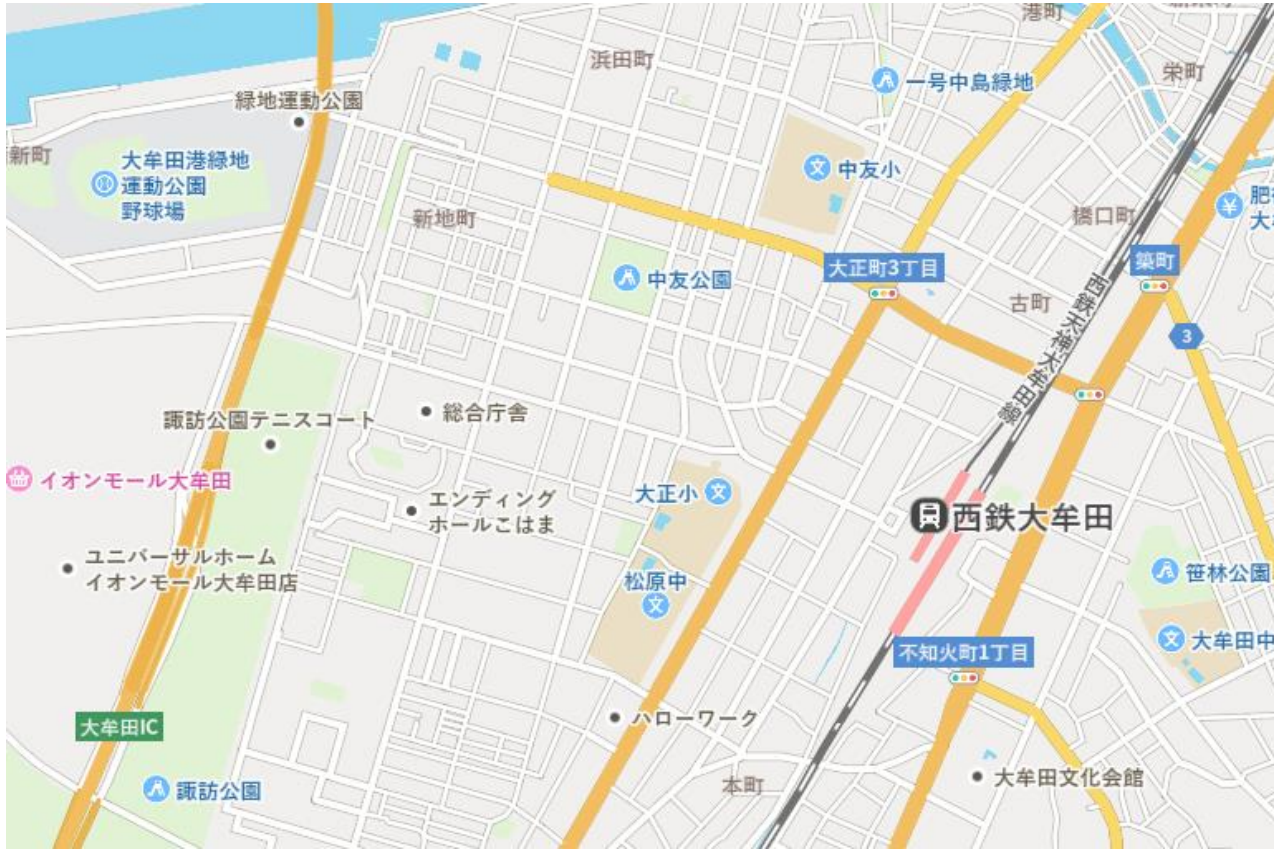 港町
浜田町
栄町
一号中島緑地
緑地運動公園
新町
大牟田港緑地
運動公園
野球場
中友小
新地町
橋口町
肥
大
中友公園
大正町3丁目
築町
古町
西鉄天神大牟田線
3
諏訪公園テニスコート
総合庁舎
イオンモール大牟田
エンディング
ホールこはま
大正小
西鉄大牟田
ユニバーサルホーム
イオンモール大牟田店
松原中
笹林公園
大牟田中
不知火町1丁目
大牟田IC
ハローワーク
諏訪公園
本町
大牟田文化会館